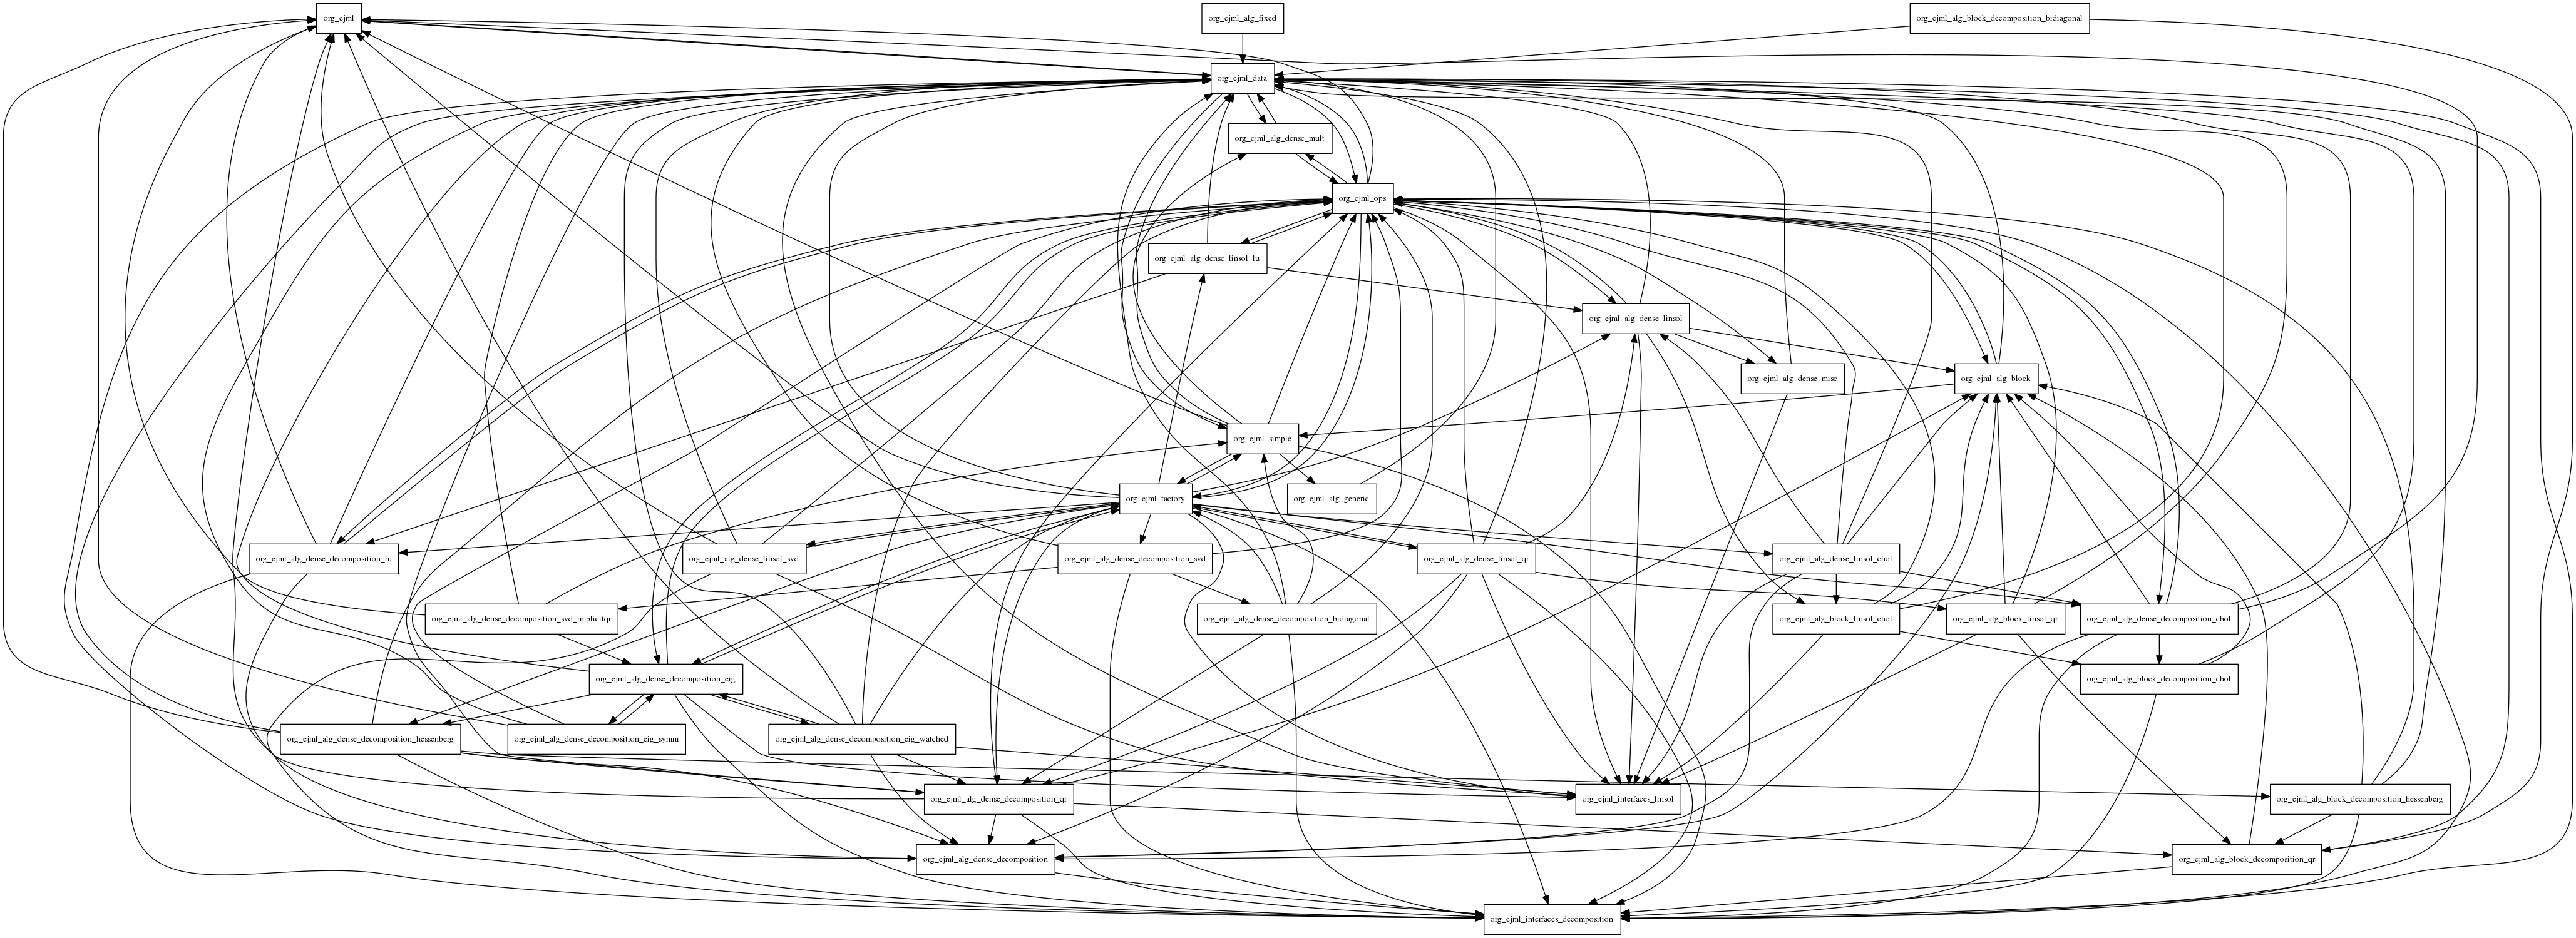 org_ejml
org_ejml_alg_fixed
org_ejml_alg_block_decomposition_bidiagonal
org_ejml_data
org_ejml_alg_dense_mult
org_ejml_ops
org_ejml_alg_dense_linsol_lu
org_ejml_alg_dense_linsol
org_ejml_alg_dense_misc
org_ejml_alg_block
org_ejml_simple
org_ejml_factory
org_ejml_alg_generic
org_ejml_alg_dense_decomposition_lu
org_ejml_alg_dense_linsol_svd
org_ejml_alg_dense_decomposition_svd
org_ejml_alg_dense_linsol_qr
org_ejml_alg_dense_linsol_chol
org_ejml_alg_dense_decomposition_svd_implicitqr
org_ejml_alg_dense_decomposition_bidiagonal
org_ejml_alg_block_linsol_chol
org_ejml_alg_block_linsol_qr
org_ejml_alg_dense_decomposition_chol
org_ejml_alg_dense_decomposition_eig
org_ejml_alg_block_decomposition_chol
org_ejml_alg_dense_decomposition_hessenberg
org_ejml_alg_dense_decomposition_eig_symm
org_ejml_alg_dense_decomposition_eig_watched
org_ejml_alg_dense_decomposition_qr
org_ejml_interfaces_linsol
org_ejml_alg_block_decomposition_hessenberg
org_ejml_alg_dense_decomposition
org_ejml_alg_block_decomposition_qr
org_ejml_interfaces_decomposition